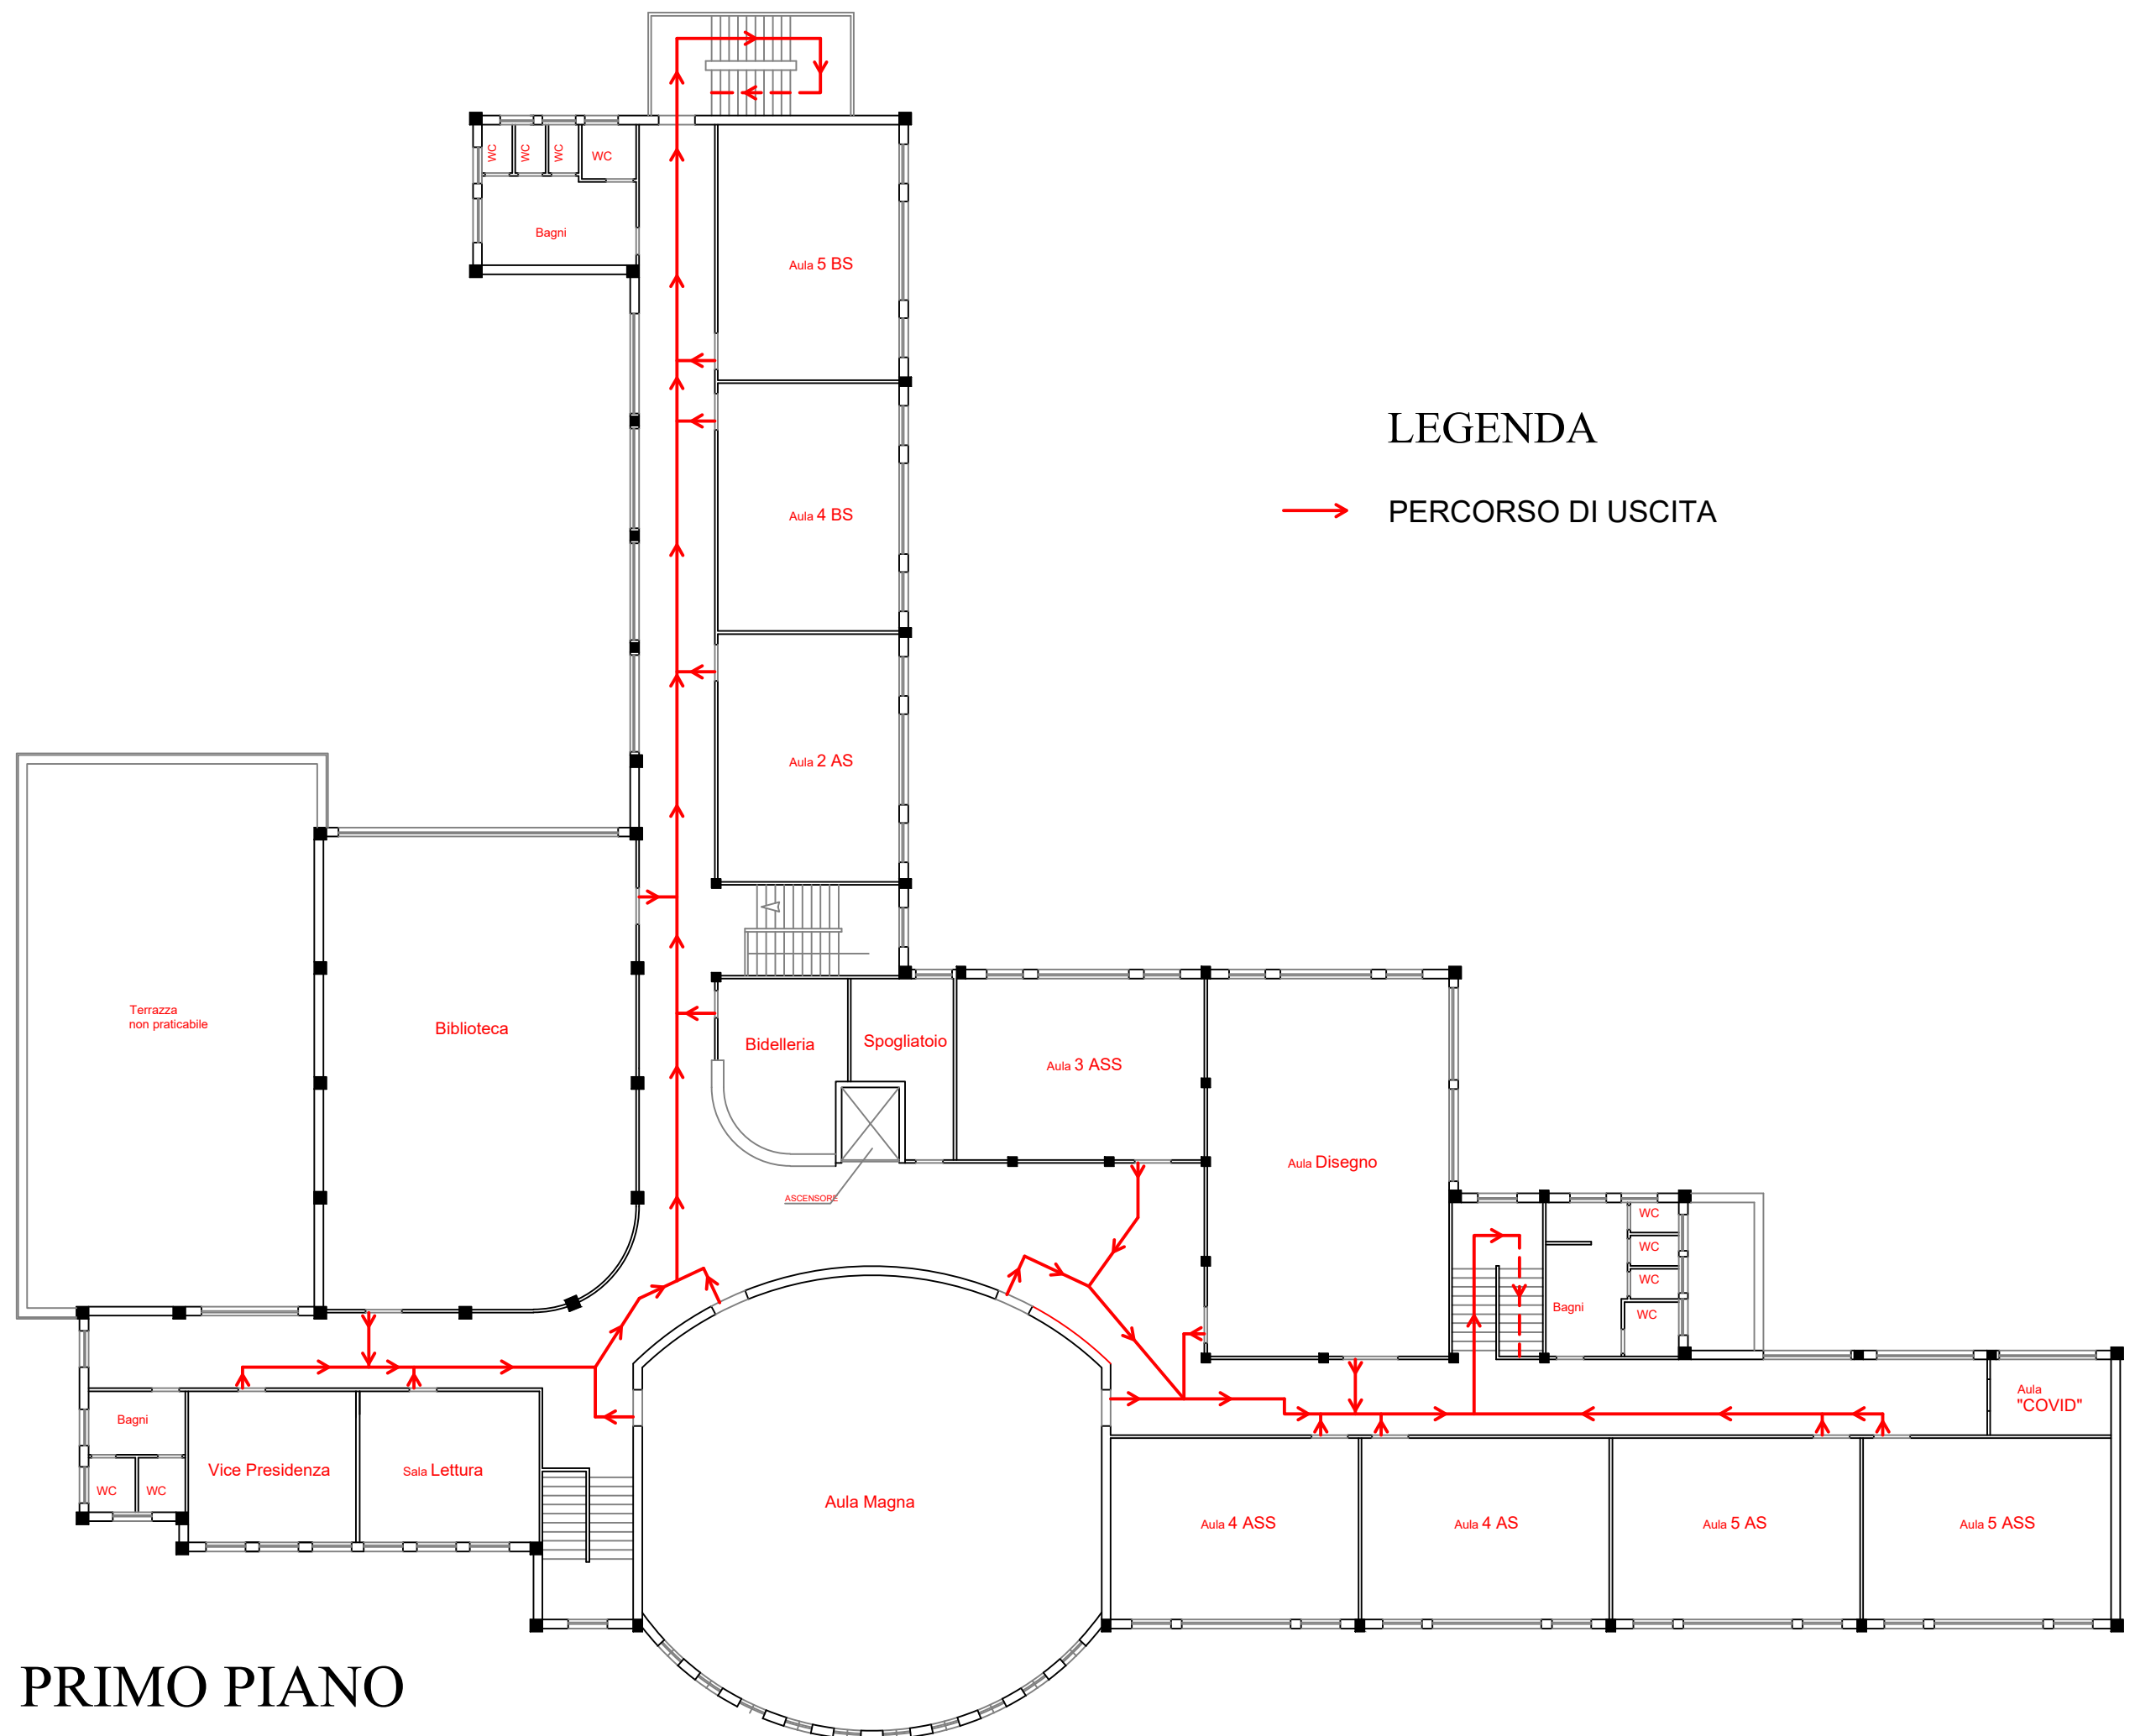 WC
WC
WC
WC
Bagni
Aula 5 BS
LEGENDA
PERCORSO DI USCITA
Aula 4 BS
Aula 2 AS
Terrazza
non praticabile
Biblioteca
Bidelleria
Spogliatoio
Aula 3 ASS
ASCENSORE
Aula Disegno
WC
WC
WC
WC
Bagni
Aula
"COVID"
Bagni
WC
WC
Vice Presidenza
Sala Lettura
Aula Magna
Aula 4 ASS
Aula 4 AS
Aula 5 AS
Aula 5 ASS
PRIMO PIANO